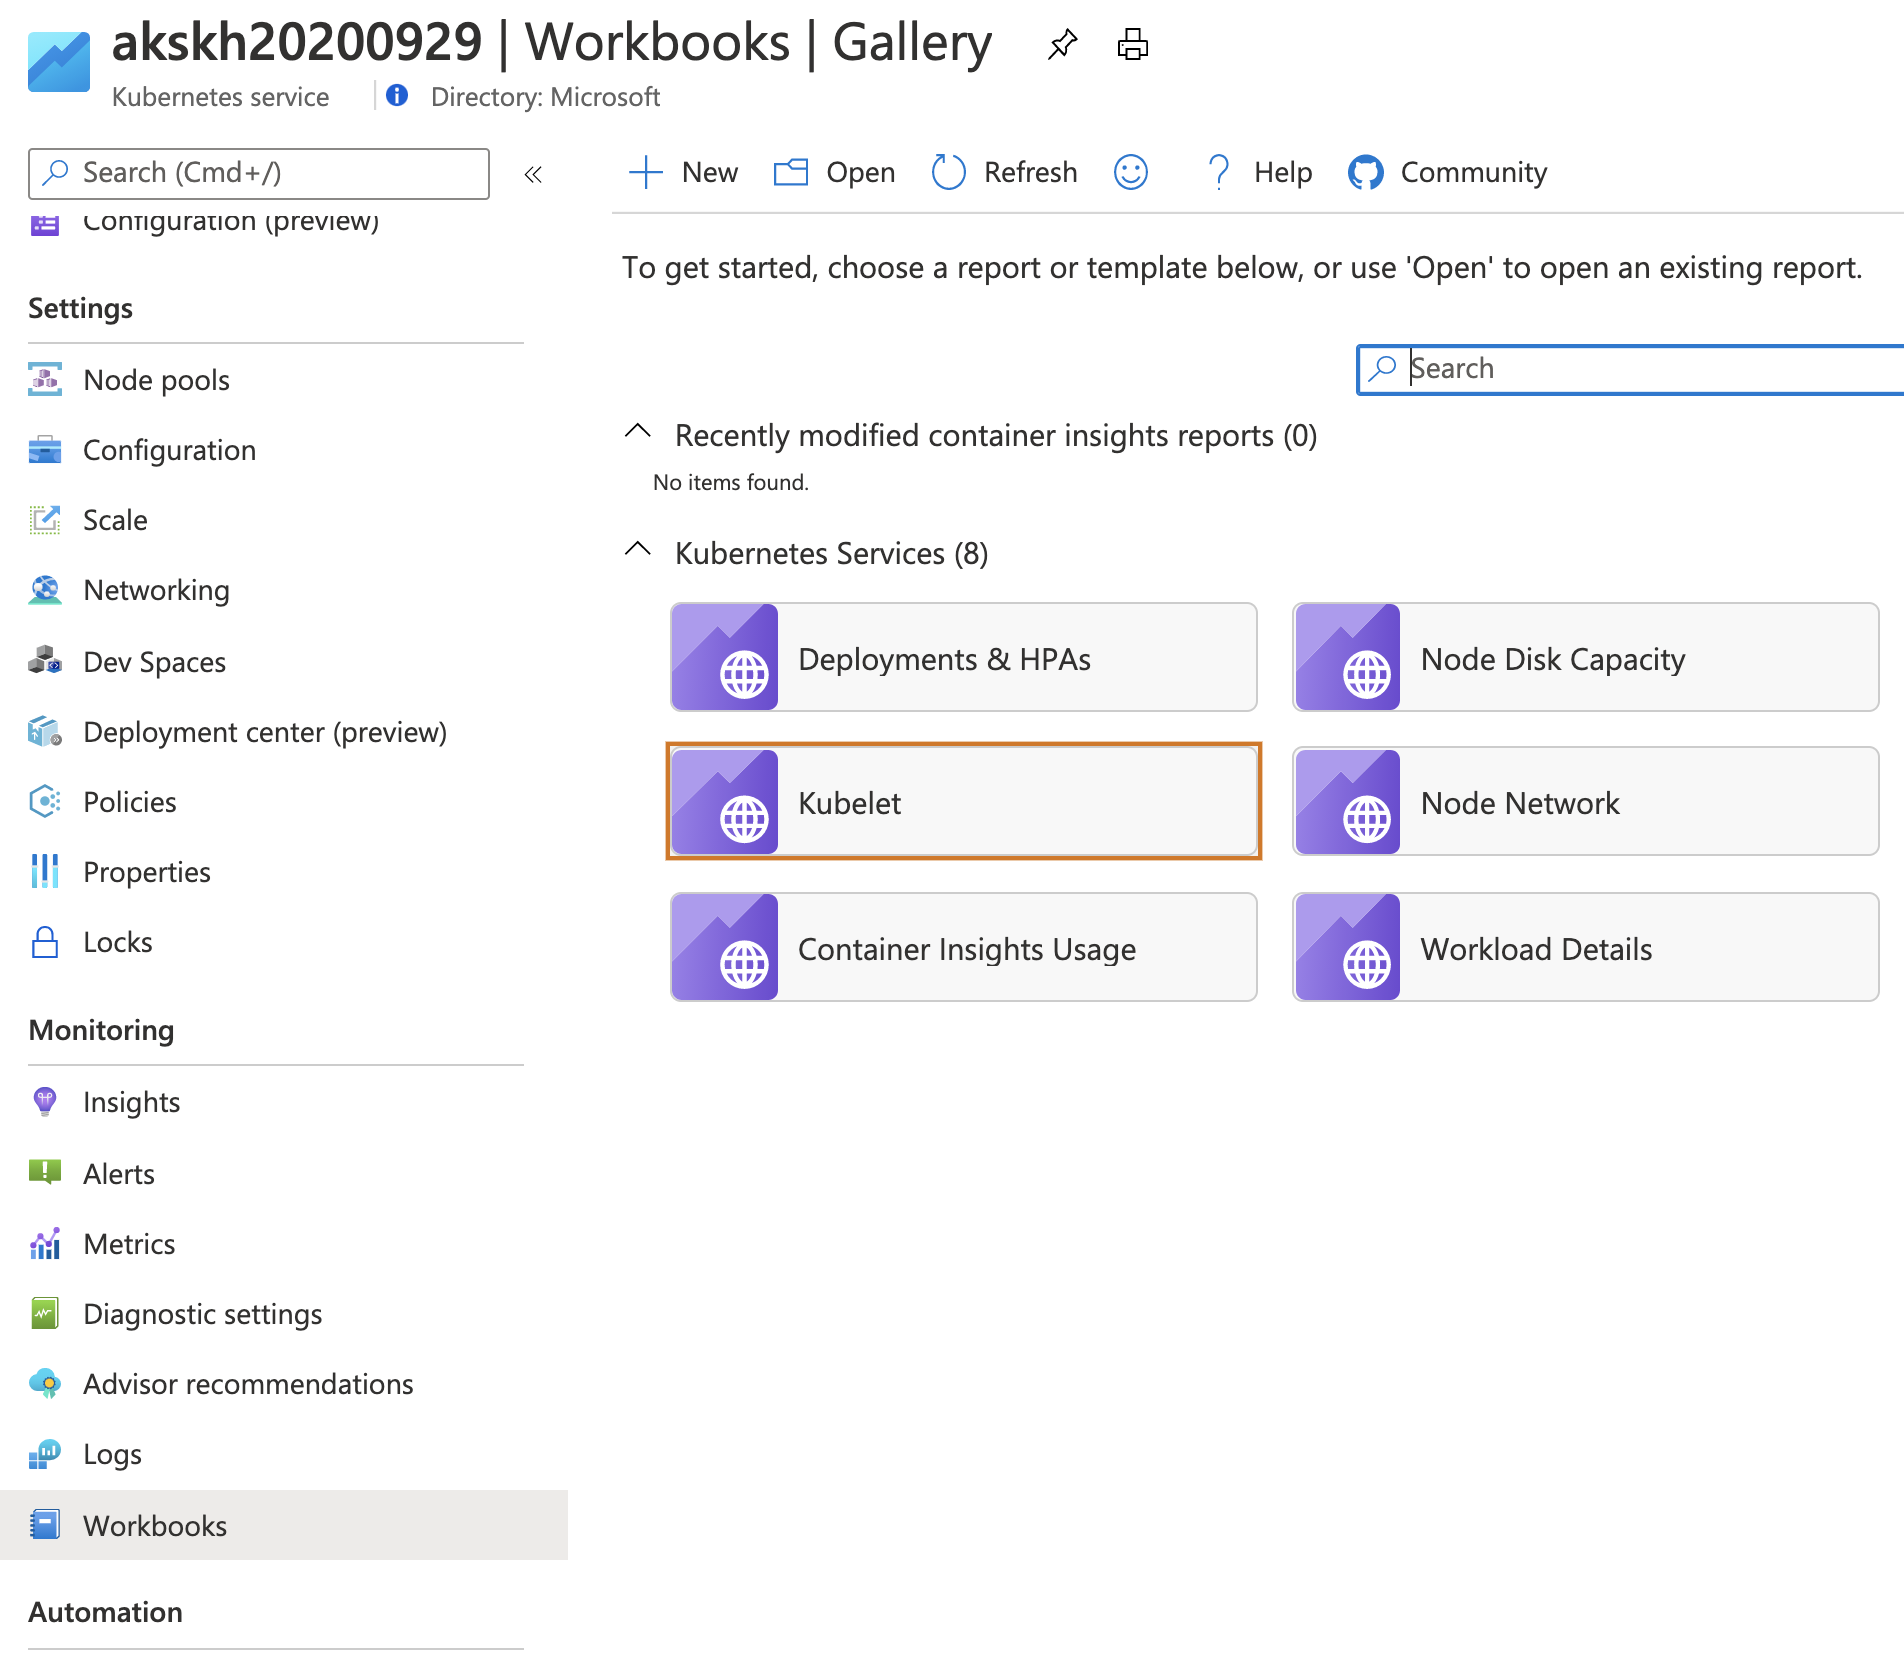 akskh20200929 | Workbooks | Gallery
Kubernetes service
Directory: Microsoft
Search (Cmd+/)
«
New
Open
Refresh
Help
Community
Configuration (preview)
Settings
Node pools
Configuration
Scale
Networking
Dev Spaces
Deployment center (preview)
Policies
Properties
Locks
Monitoring
Insights
Alerts
Metrics
Diagnostic settings
Advisor recommendations
Logs
Workbooks
Automation
To get started, choose a report or template below, or use 'Open' to open an existing report.
Search
Recently modified container insights reports (0)
No items found.
Kubernetes Services (8)
Deployments & HPAs
Node Disk Capacity
Kubelet
Node Network
Container Insights Usage
Workload Details